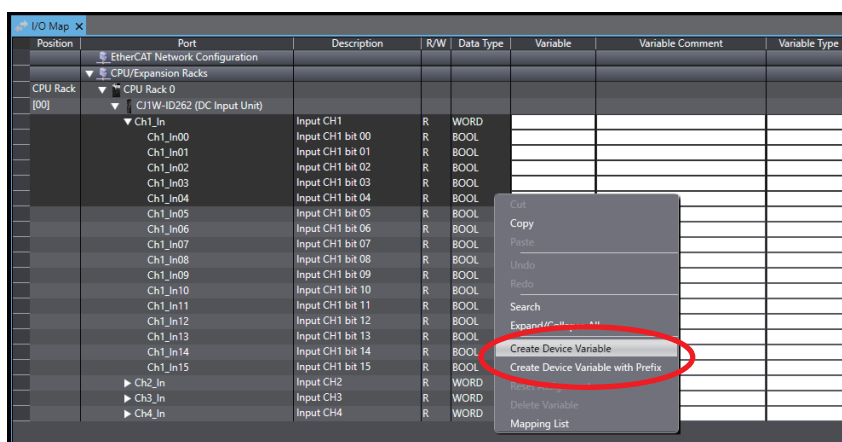 I/O Map ×
Position Port Description R/W Data Type Variable Variable Comment Variable Type
EtherCAT Network Configuration
CPU/Expansion Racks
CPU Rack CPU Rack 0
[00] CJ1W-ID262 (DC Input Unit)
Ch1_In Input CH1 R WORD
Ch1_In00 Input CH1 bit 00 R BOOL
Ch1_In01 Input CH1 bit 01 R BOOL
Ch1_In02 Input CH1 bit 02 R BOOL
Ch1_In03 Input CH1 bit 03 R BOOL
Ch1_In04 Input CH1 bit 04 R BOOL
Ch1_In05 Input CH1 bit 05 R BOOL
Ch1_In06 Input CH1 bit 06 R BOOL
Ch1_In07 Input CH1 bit 07 R BOOL
Ch1_In08 Input CH1 bit 08 R BOOL
Ch1_In09 Input CH1 bit 09 R BOOL
Ch1_In10 Input CH1 bit 10 R BOOL
Ch1_In11 Input CH1 bit 11 R BOOL
Ch1_In12 Input CH1 bit 12 R BOOL
Ch1_In13 Input CH1 bit 13 R BOOL
Ch1_In14 Input CH1 bit 14 R BOOL
Ch1_In15 Input CH1 bit 15 R BOOL
Ch2_In Input CH2 R WORD
Ch3_In Input CH3 R WORD
Ch4_In Input CH4 R WORD
Cut
Copy
Paste
Undo
Redo
Search
Expand/Collapse All
Create Device Variable
Create Device Variable with Prefix
Delete Variable
Mapping List